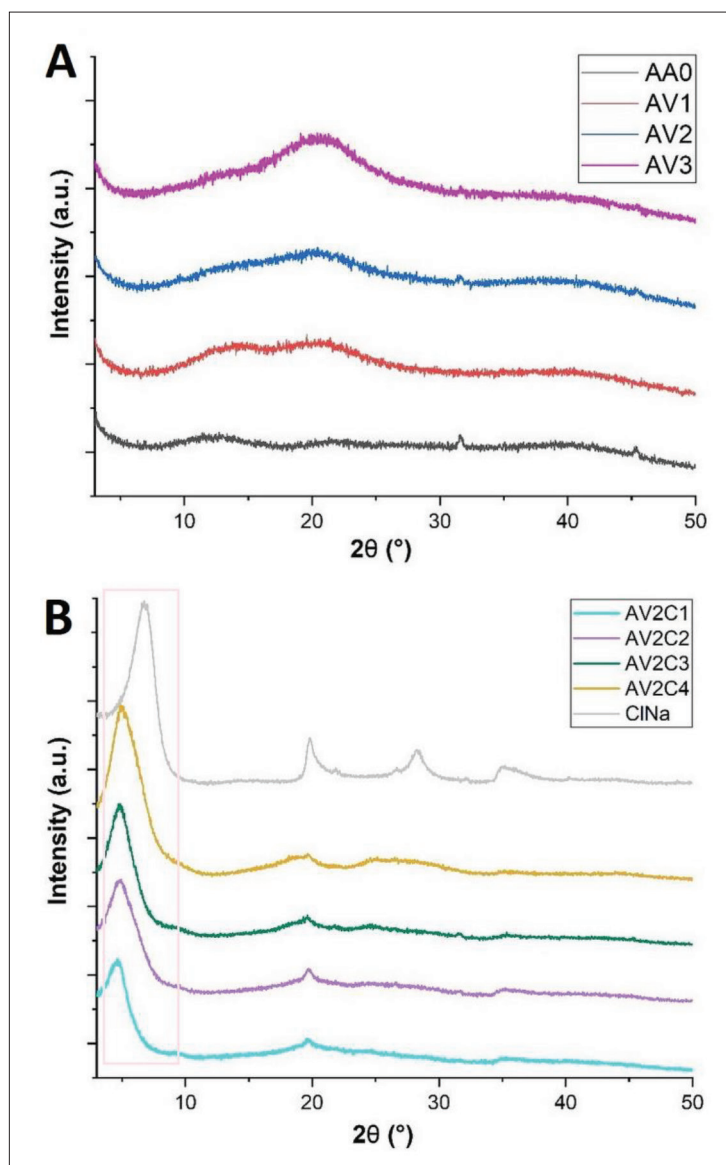 A
AA0
AV1
AV2
AV3
Intensity (a.u.)
10
20
30
40
50
2θ (°)
B
AV2C1
AV2C2
AV2C3
AV2C4
ClNa
Intensity (a.u.)
10
20
30
40
50
2θ (°)